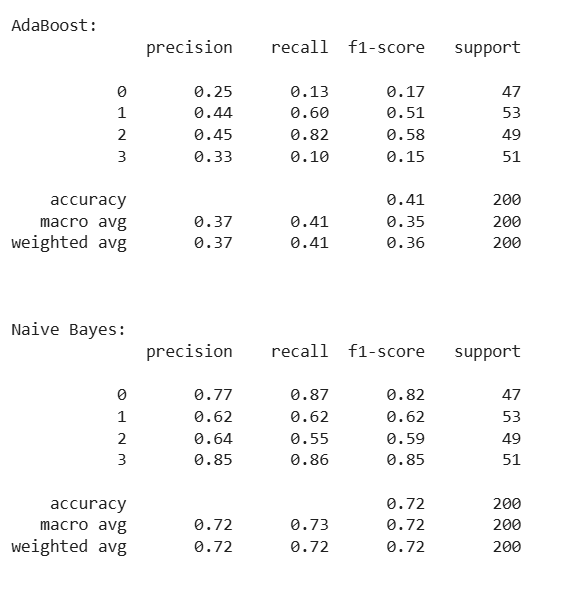 AdaBoost:
precision recall f1-score support
0 0.25 0.13 0.17 47
1 0.44 0.60 0.51 53
2 0.45 0.82 0.58 49
3 0.33 0.10 0.15 51
accuracy 0.41 200
macro avg 0.37 0.41 0.35 200
weighted avg 0.37 0.41 0.36 200
Naive Bayes:
precision recall f1-score support
0 0.77 0.87 0.82 47
1 0.62 0.62 0.62 53
2 0.64 0.55 0.59 49
3 0.85 0.86 0.85 51
accuracy 0.72 200
macro avg 0.72 0.73 0.72 200
weighted avg 0.72 0.72 0.72 200